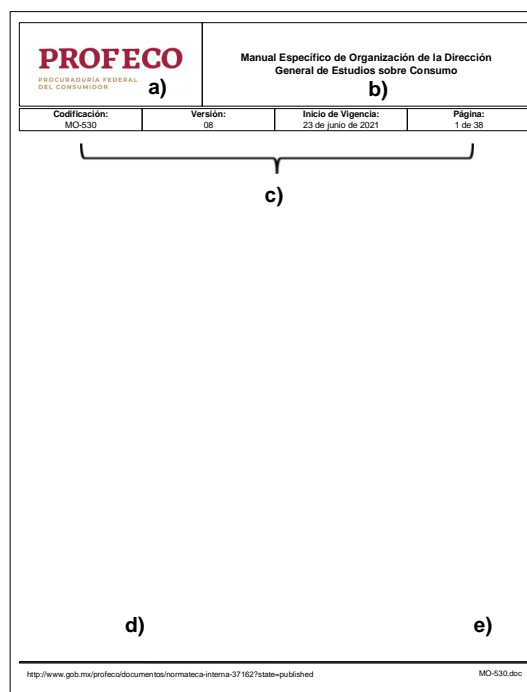 PROFECO
PROCURADURÍA FEDERAL
DEL CONSUMIDOR
a)
Manual Específico de Organización de la Dirección
General de Estudios sobre Consumo
b)
Codificación: Versión: Inicio de Vigencia: Página:
MO-530 08 23 de junio de 2021 1 de 38
c)
d) e)
http://www.gob.mx/profeco/documentos/normateca-interna-37162?state=published MO-530.doc